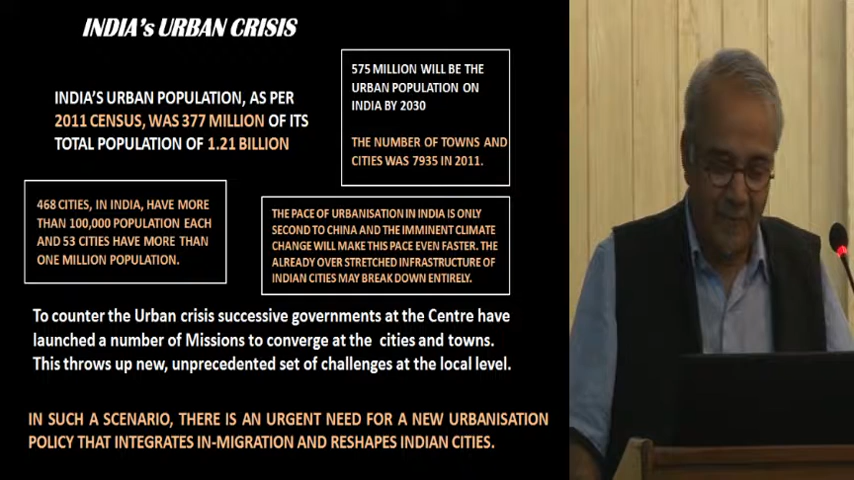 INDIA's URBAN CRISIS
INDIA'S URBAN POPULATION, AS PER
2011 CENSUS, WAS 377 MILLION OF ITS
TOTAL POPULATION OF 1.21 BILLION
575 MILLION WILL BE THE
URBAN POPULATION ON
INDIA BY 2030
THE NUMBER OF TOWNS AND
CITIES WAS 7935 IN 2011.
468 CITIES, IN INDIA, HAVE MORE
THAN 100,000 POPULATION EACH
AND 53 CITIES HAVE MORE THAN
ONE MILLION POPULATION.
THE PACE OF URBANISATION IN INDIA IS ONLY
SECOND TO CHINA AND THE IMMINENT CLIMATE
CHANGE WILL MAKE THIS PACE EVEN FASTER. THE
ALREADY OVER STRETCHED INFRASTRUCTURE OF
INDIAN CITIES MAY BREAK DOWN ENTIRELY.
To counter the Urban crisis successive governments at the Centre have
launched a number of Missions to converge at the cities and towns.
This throws up new, unprecedented set of challenges at the local level.
IN SUCH A SCENARIO, THERE IS AN URGENT NEED FOR A NEW URBANISATION
POLICY THAT INTEGRATES IN-MIGRATION AND RESHAPES INDIAN CITIES.